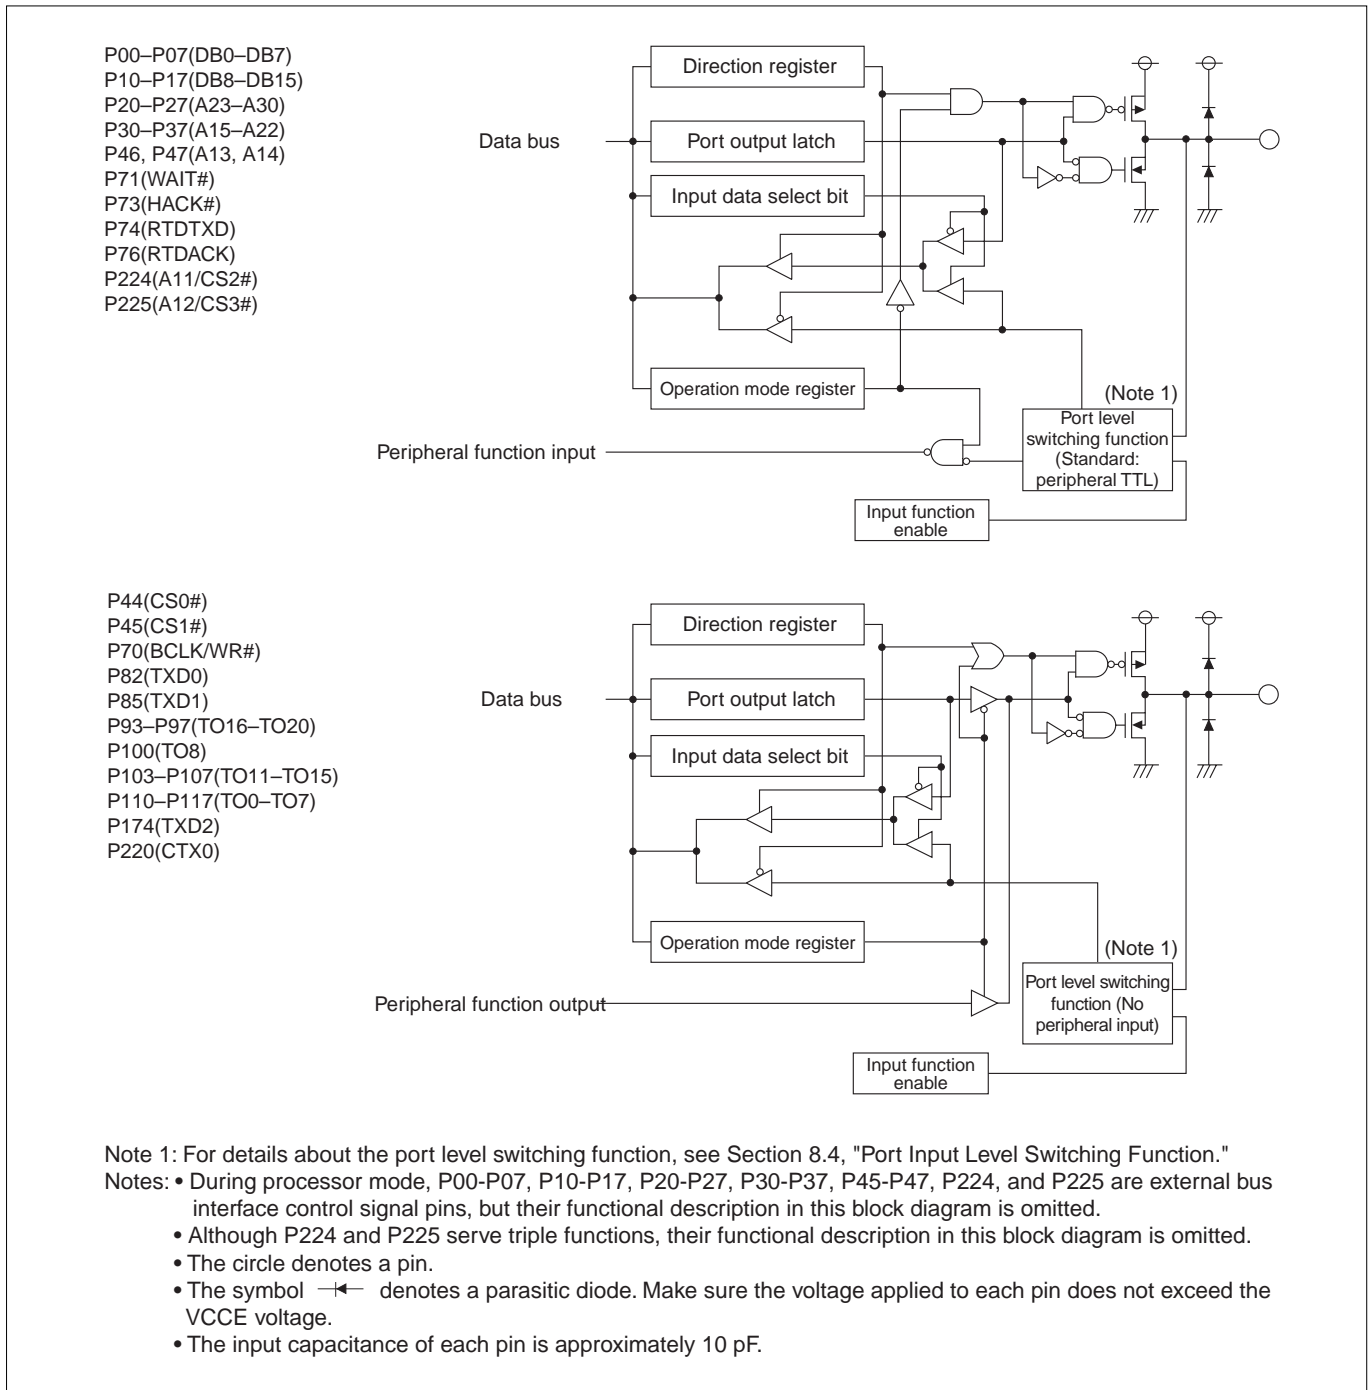 P00–P07(DB0–DB7)
P10–P17(DB8–DB15)
P20–P27(A23–A30)
P30–P37(A15–A22)
P46, P47(A13, A14)
P71(WAIT#)
P73(HACK#)
P74(RTDTXD)
P76(RTDACK)
P224(A11/CS2#)
P225(A12/CS3#)
Direction register
Data bus
Port output latch
Input data select bit
Operation mode register
(Note 1)
Port level
switching function
(Standard:
peripheral TTL)
Peripheral function input
Input function
enable
P44(CS0#)
P45(CS1#)
P70(BCLK/WR#)
P82(TXD0)
P85(TXD1)
P93–P97(TO16–TO20)
P100(TO8)
P103–P107(TO11–TO15)
P110–P117(TO0–TO7)
P174(TXD2)
P220(CTX0)
Direction register
Data bus
Port output latch
Input data select bit
Operation mode register
(Note 1)
Port level switching
function (No
peripheral input)
Peripheral function output
Input function
enable
Note 1: For details about the port level switching function, see Section 8.4, "Port Input Level Switching Function."
Notes: • During processor mode, P00-P07, P10-P17, P20-P27, P30-P37, P45-P47, P224, and P225 are external bus
interface control signal pins, but their functional description in this block diagram is omitted.
• Although P224 and P225 serve triple functions, their functional description in this block diagram is omitted.
• The circle denotes a pin.
• The symbol denotes a parasitic diode. Make sure the voltage applied to each pin does not exceed the
VCCE voltage.
• The input capacitance of each pin is approximately 10 pF.